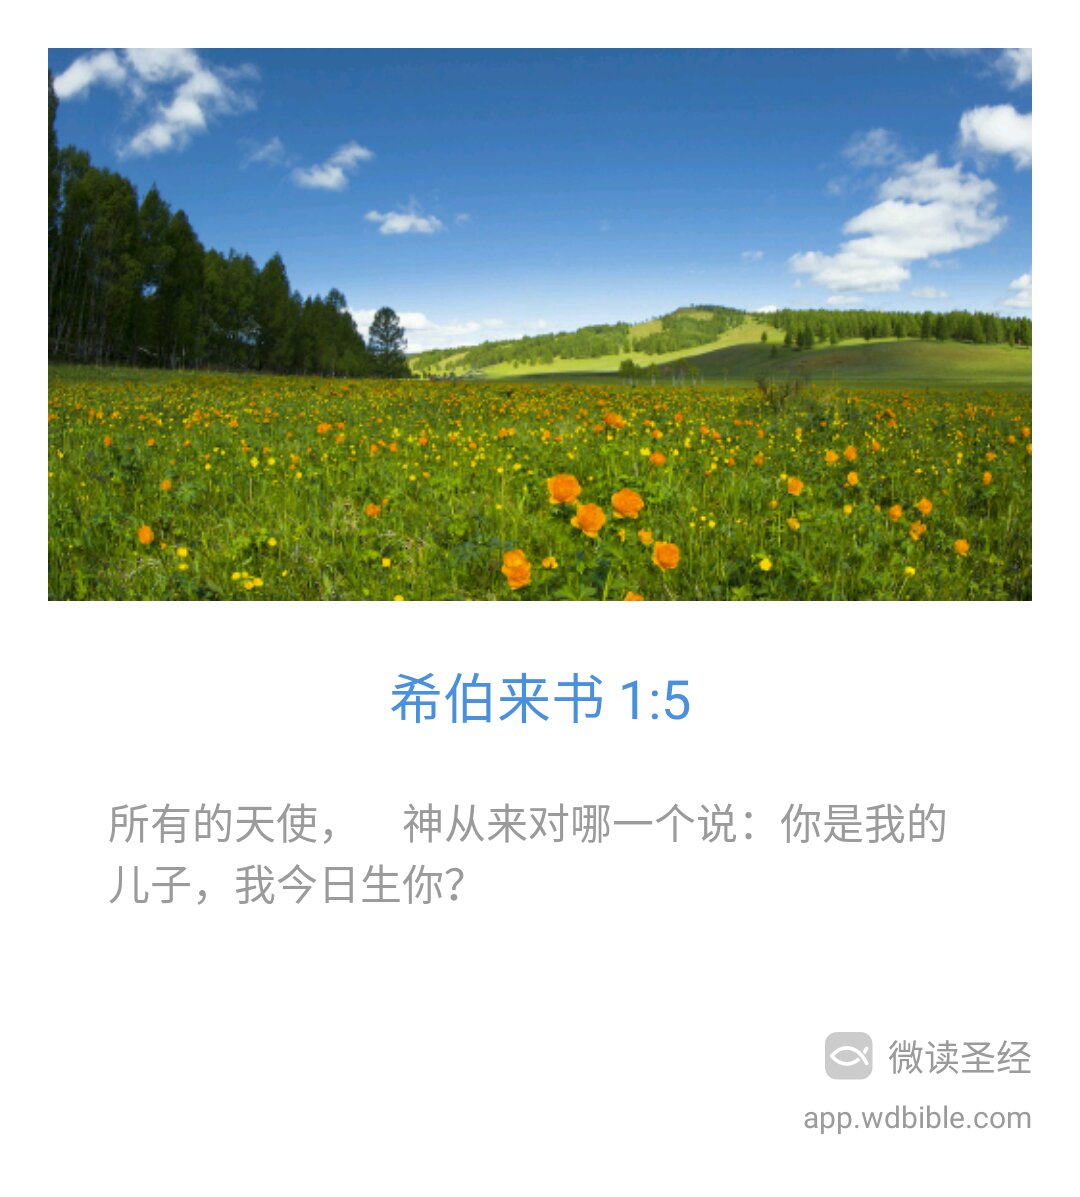 希伯来书 1:5
所有的天使，　神从来对哪一个说：你是我的
儿子，我今日生你？
微读圣经
app.wdbible.com